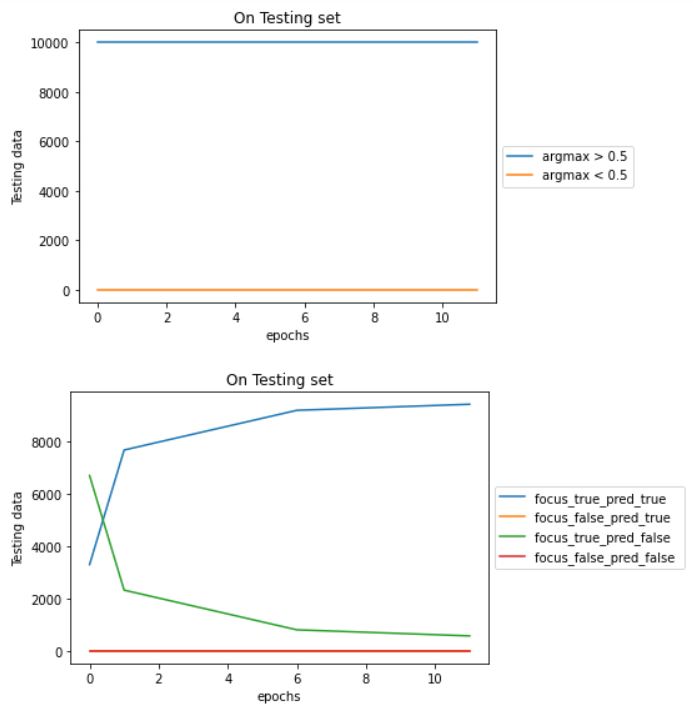 On Testing set
10000
8000
6000
4000
2000
0
Testing data
0 2 4 6 8 10
epochs
argmax > 0.5
argmax < 0.5
On Testing set
8000
6000
4000
2000
0
Testing data
0 2 4 6 8 10
epochs
focus_true_pred_true
focus_false_pred_true
focus_true_pred_false
focus_false_pred_false